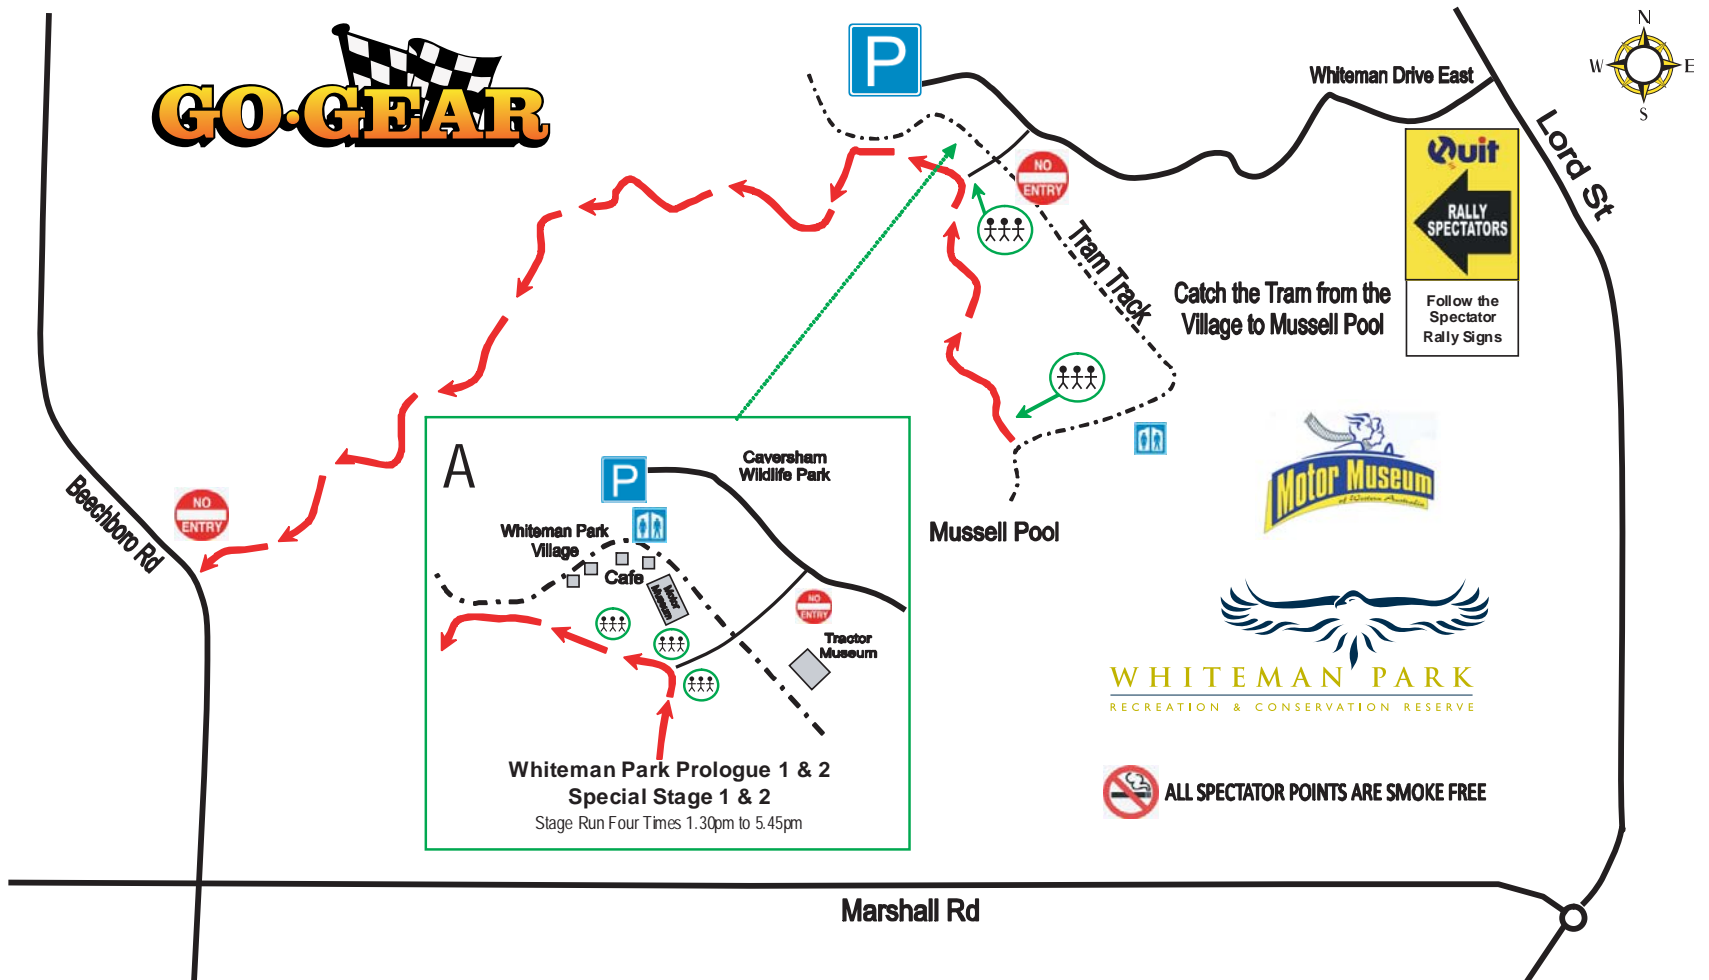 GO·GEAR
P
Whiteman Drive East
N
W
E
S
Lord St
Quit
RALLY
SPECTATORS
Follow the
Spectator
Rally Signs
NO
ENTRY
Tram Track
Catch the Tram from the
Village to Mussell Pool
Motor Museum
of Western Australia
Mussell Pool
Beechboro Rd
NO
ENTRY
A
P
Caversham
Wildlife Park
Whiteman Park
Village
Cafe
Motor
Museum
NO
ENTRY
Tractor
Museum
Whiteman Park Prologue 1 & 2
Special Stage 1 & 2
Stage Run Four Times 1.30pm to 5.45pm
WHITEMAN PARK
RECREATION & CONSERVATION RESERVE
ALL SPECTATOR POINTS ARE SMOKE FREE
Marshall Rd